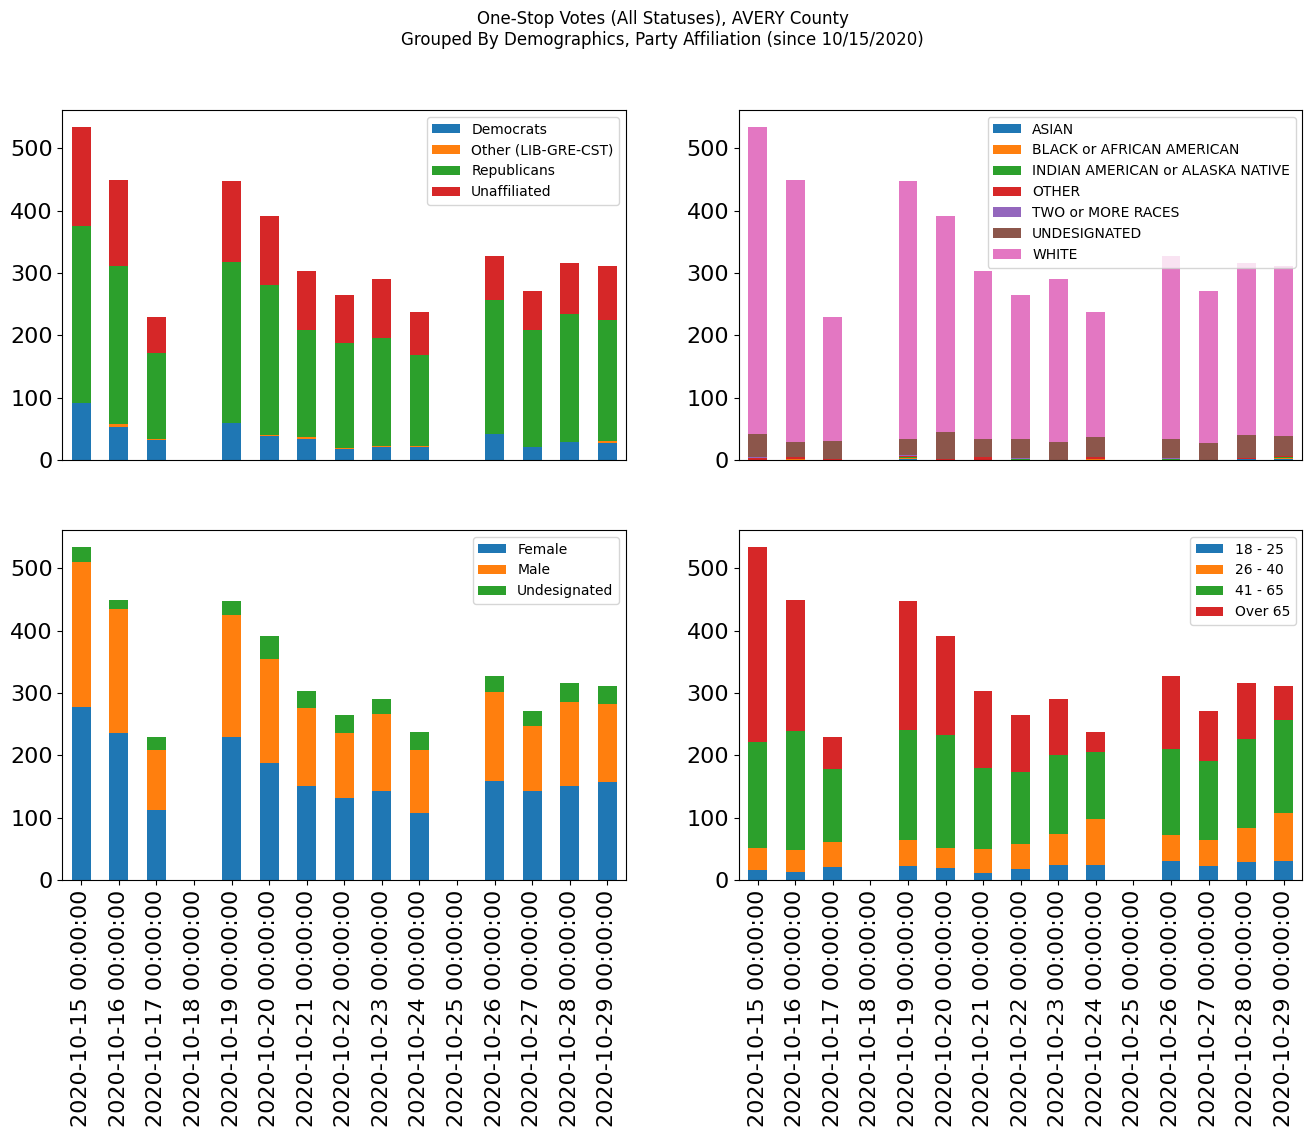 One-Stop Votes (All Statuses), AVERY County
Grouped By Demographics, Party Affiliation (since 10/15/2020)
500
400
300
200
100
0
Democrats
Other (LIB-GRE-CST)
Republicans
Unaffiliated
500
400
300
200
100
0
ASIAN
BLACK or AFRICAN AMERICAN
INDIAN AMERICAN or ALASKA NATIVE
OTHER
TWO or MORE RACES
UNDESIGNATED
WHITE
500
400
300
200
100
0
Female
Male
Undesignated
2020-10-15 00:00:00
2020-10-16 00:00:00
2020-10-17 00:00:00
2020-10-18 00:00:00
2020-10-19 00:00:00
2020-10-20 00:00:00
2020-10-21 00:00:00
2020-10-22 00:00:00
2020-10-23 00:00:00
2020-10-24 00:00:00
2020-10-25 00:00:00
2020-10-26 00:00:00
2020-10-27 00:00:00
2020-10-28 00:00:00
2020-10-29 00:00:00
500
400
300
200
100
0
18 - 25
26 - 40
41 - 65
Over 65
2020-10-15 00:00:00
2020-10-16 00:00:00
2020-10-17 00:00:00
2020-10-18 00:00:00
2020-10-19 00:00:00
2020-10-20 00:00:00
2020-10-21 00:00:00
2020-10-22 00:00:00
2020-10-23 00:00:00
2020-10-24 00:00:00
2020-10-25 00:00:00
2020-10-26 00:00:00
2020-10-27 00:00:00
2020-10-28 00:00:00
2020-10-29 00:00:00